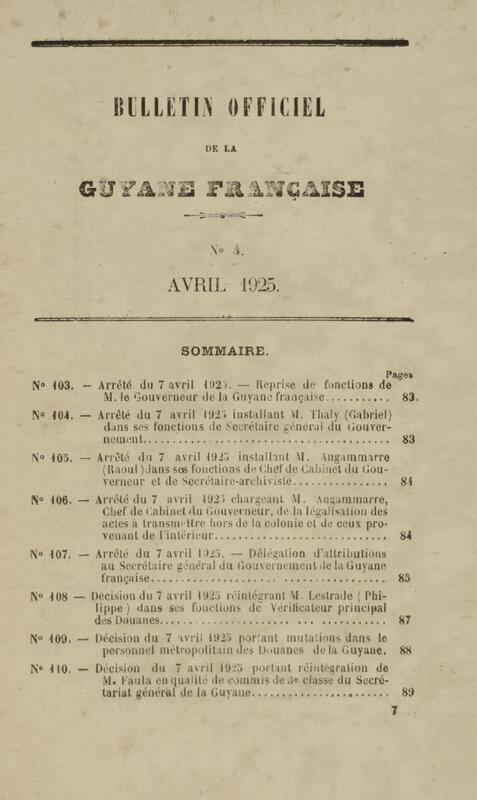 BULLETIN OFFICIEL
DE LA
GUYANE FRANÇAISE
No 4.
AVRIL 1925.
SOMMAIRE.
Pages
No 103. — Arrêté du 7 avril 1925. — Reprise de fonctions de
M. le Gouverneur de la Guyane française........... 83.
No 104. — Arrêté du 7 avril 1925 installant M. Thaly (Gabriel)
dans ses fonctions de Secrétaire général du Gouver-
nement........................................ 83
No 105. — Arrêté du 7 avril 1925 installant M. Angammarre
(Raoul) dans ses fonctions de Chef de Cabinet du Gou-
verneur et de Secrétaire-archiviste................ 84
No 106. — Arrêté du 7 avril 1925 chargeant M. Angammarre,
Chef de Cabinet du Gouverneur, de la légalisation des
actes à transmettre hors de la colonie et de ceux pro-
venant de l'intérieur............................ 84
No 107. — Arrêté du 7 avril 1925. — Délégation d'attributions
au Secrétaire général du Gouvernement de la Guyane
française....................................... 85
No 108 — Décision du 7 avril 1925 réintégrant M. Lestrade (Phi-
lippe) dans ses fonctions de Vérificateur principal
des Douanes.................................... 87
No 109. — Décision du 7 avril 1925 portant mutations dans le
personnel métropolitain des Douanes de la Guyane. 88
No 110. — Décision du 7 avril 1925 portant réintégration de
M. Faula en qualité de commis de 3e classe du Secré-
tariat général de la Guyane....................... 89
7